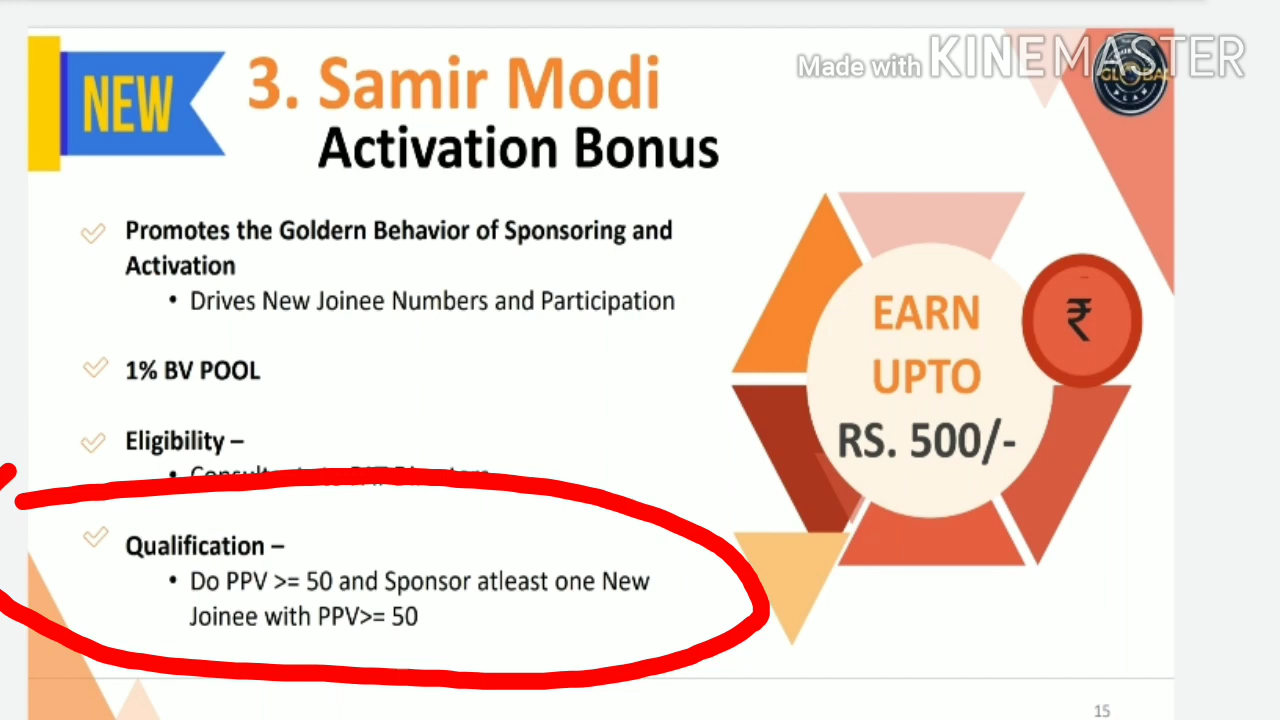 Made with KINEMASTER
NEW
3. Samir Modi
Activation Bonus
GLOBAL
PLAN
Promotes the Goldern Behavior of Sponsoring and
Activation
• Drives New Joinee Numbers and Participation
1% BV POOL
Eligibility –
Qualification –
• Do PPV >= 50 and Sponsor atleast one New
Joinee with PPV>= 50
EARN
UPTO
RS. 500/-
₹
15